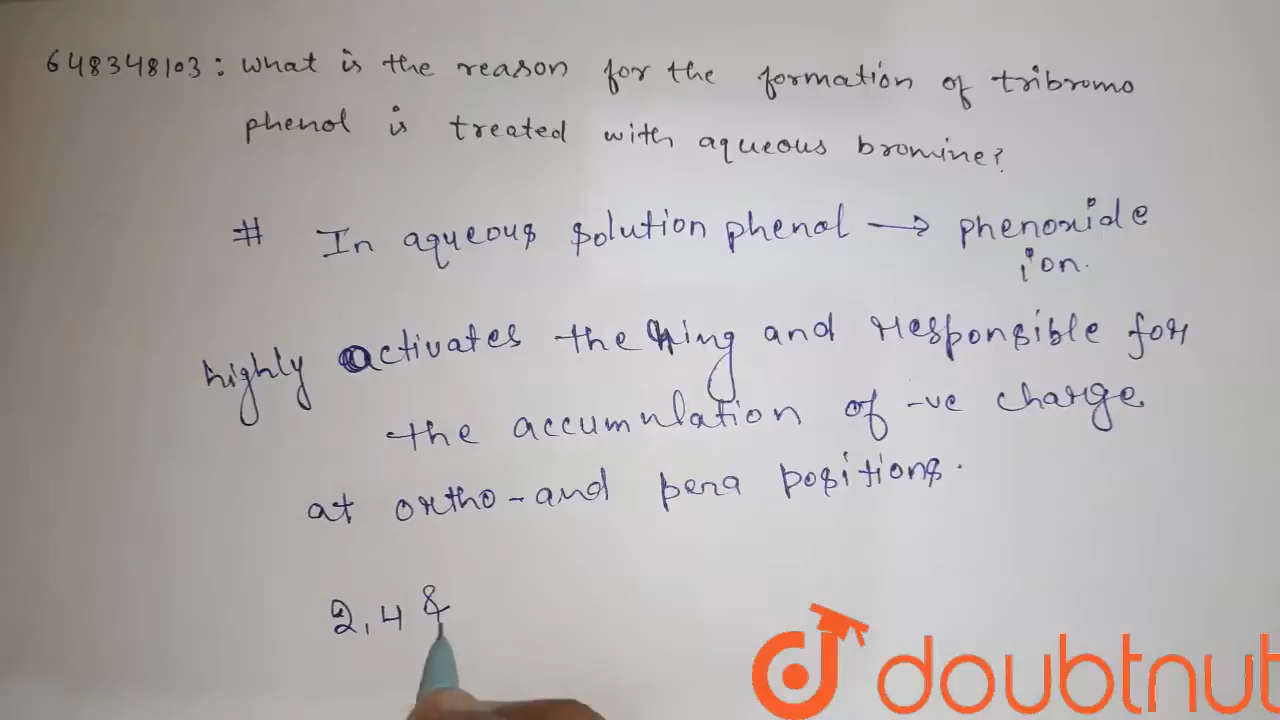 648348103: What is the reason for the formation of tribromo
phenol is treated with aqueous bromine?
# In aqueous solution phenol → phenoxide
ion.
highly activates the ring and responsible for
the accumulation of -ve charge
at ortho-and pera positions.
2,4 &
doubtnut